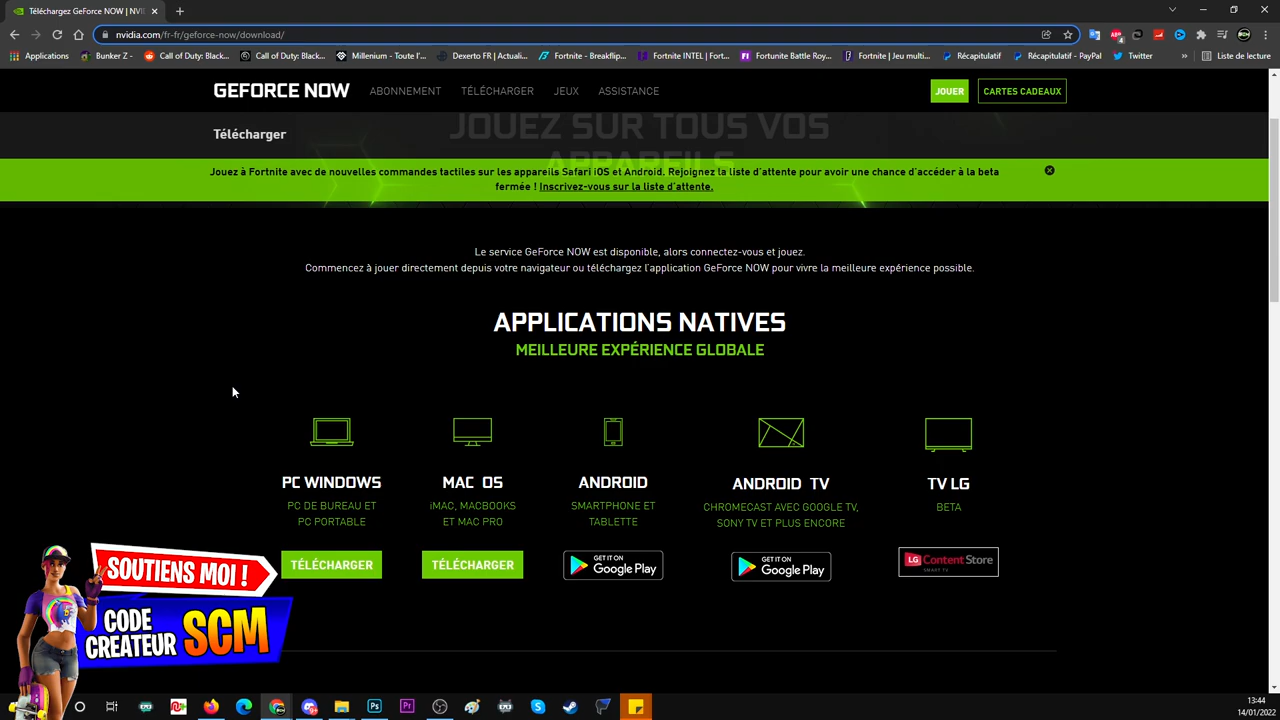 Téléchargez GeForce NOW | NVI
nvidia.com/fr-fr/geforce-now/download/
Applications
Bunker Z -
Call of Duty: Black...
Call of Duty: Black...
Millenium - Toute l'...
Dexerto FR | Actuali...
Fortnite - Breakflip...
Fortnite INTEL | Fort...
Fortunite Battle Roy...
Fortnite | Jeu multi...
Récapitulatif
Récapitulatif - PayPal
Twitter
»
Liste de lecture
GEFORCE NOW
ABONNEMENT
TÉLÉCHARGER
JEUX
ASSISTANCE
JOUER
CARTES CADEAUX
JOUEZ SUR TOUS VOS
APPAREILS
Télécharger
Jouez à Fortnite avec de nouvelles commandes tactiles sur les appareils Safari iOS et Android. Rejoignez la liste d'attente pour avoir une chance d'accéder à la beta
fermée ! Inscrivez-vous sur la liste d'attente.
Le service GeForce NOW est disponible, alors connectez-vous et jouez.
Commencez à jouer directement depuis votre navigateur ou téléchargez l'application GeForce NOW pour vivre la meilleure expérience possible.
APPLICATIONS NATIVES
MEILLEURE EXPÉRIENCE GLOBALE
PC WINDOWS
PC DE BUREAU ET
PC PORTABLE
TÉLÉCHARGER
MAC OS
iMAC, MACBOOKS
ET MAC PRO
TÉLÉCHARGER
ANDROID
SMARTPHONE ET
TABLETTE
GET IT ON
Google Play
ANDROID TV
CHROMECAST AVEC GOOGLE TV,
SONY TV ET PLUS ENCORE
GET IT ON
Google Play
TV LG
BETA
LG Content Store
SMART TV
SOUTIENS MOI !
CODE
CREATEUR SCM
13:44
14/01/2022